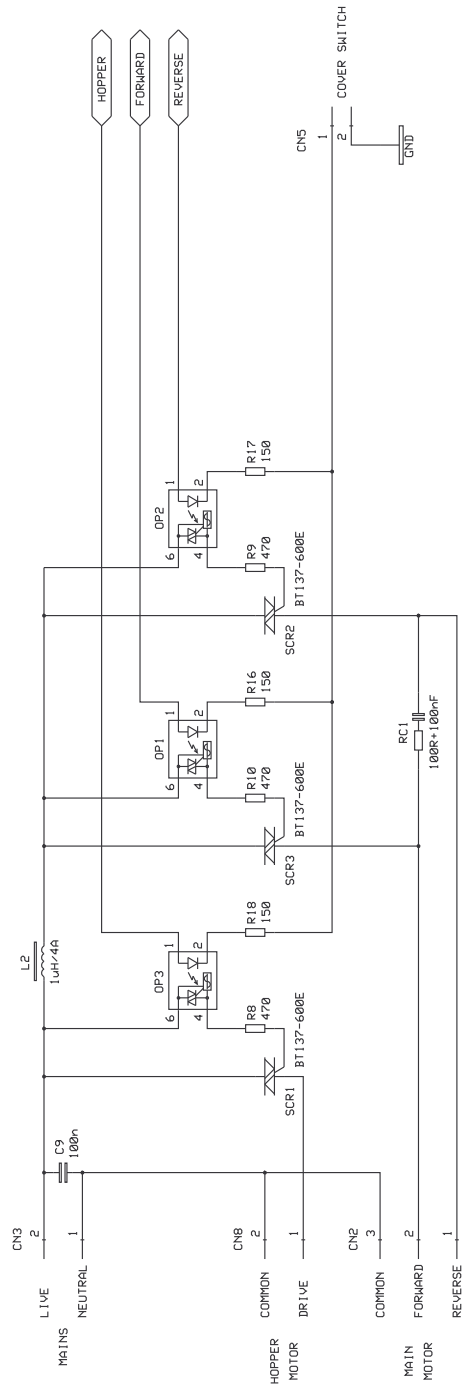 CN3
LIVE 2
MAINS
NEUTRAL 1
C9
100n
L2
1uH/4A
HOPPER
FORWARD
REVERSE
OP3
6 1
4 2
OP1
6 1
4 2
OP2
6 1
4 2
R8
470
R18
150
R10
470
R16
150
R9
470
R17
150
SCR1
BT137-600E
SCR3
BT137-600E
SCR2
BT137-600E
CN8
COMMON 2
HOPPER
MOTOR
DRIVE 1
CN5
1
2
COVER SWITCH
GND
CN2
COMMON 3
MAIN
MOTOR
FORWARD 2
REVERSE 1
RC1
100R+100nF